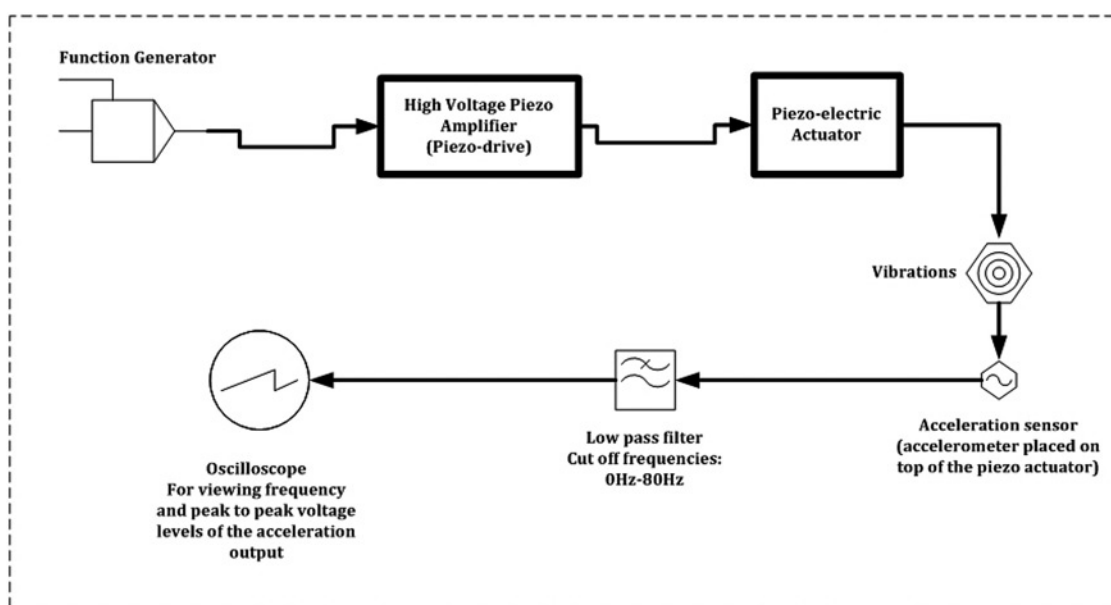 Function Generator
High Voltage Piezo
Amplifier
(Piezo-drive)
Piezo-electric
Actuator
Vibrations
Acceleration sensor
(accelerometer placed on
top of the piezo actuator)
Low pass filter
Cut off frequencies:
0Hz-80Hz
Oscilloscope
For viewing frequency
and peak to peak voltage
levels of the acceleration
output